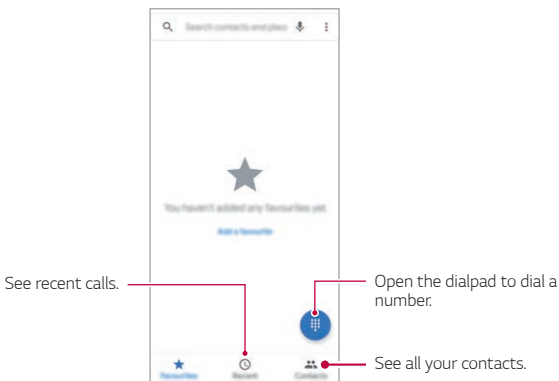 Search contacts and place
You haven't added any favourites yet
Add a favourite
See recent calls.
Open the dialpad to dial a
number.
Favourites
Recent
Contacts
See all your contacts.